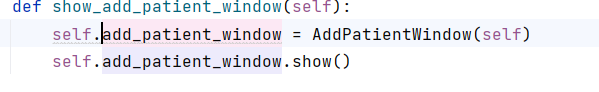 def show_add_patient_window(self):
    self.add_patient_window = AddPatientWindow(self)
    self.add_patient_window.show()